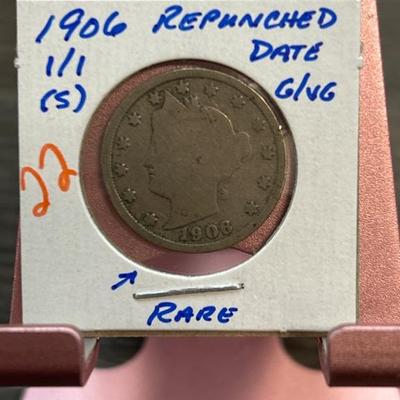 1906 REPUNCHED
1/1 DATE
(S) G/VG
22
1906
RARE